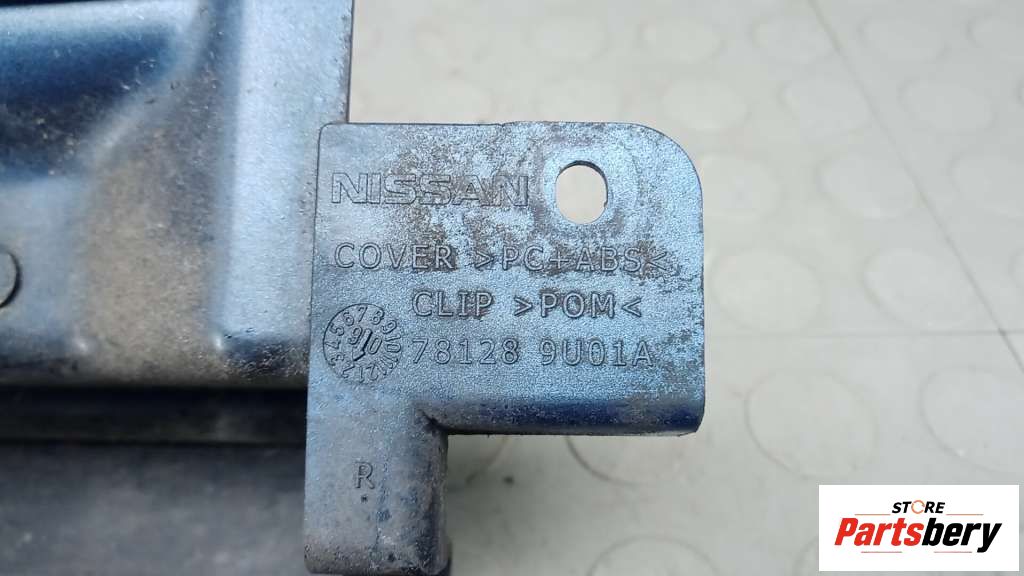 NISSAN
COVER >PC+ABS<
CLIP >POM<
78128 9U01A
R
STORE
Partsbery